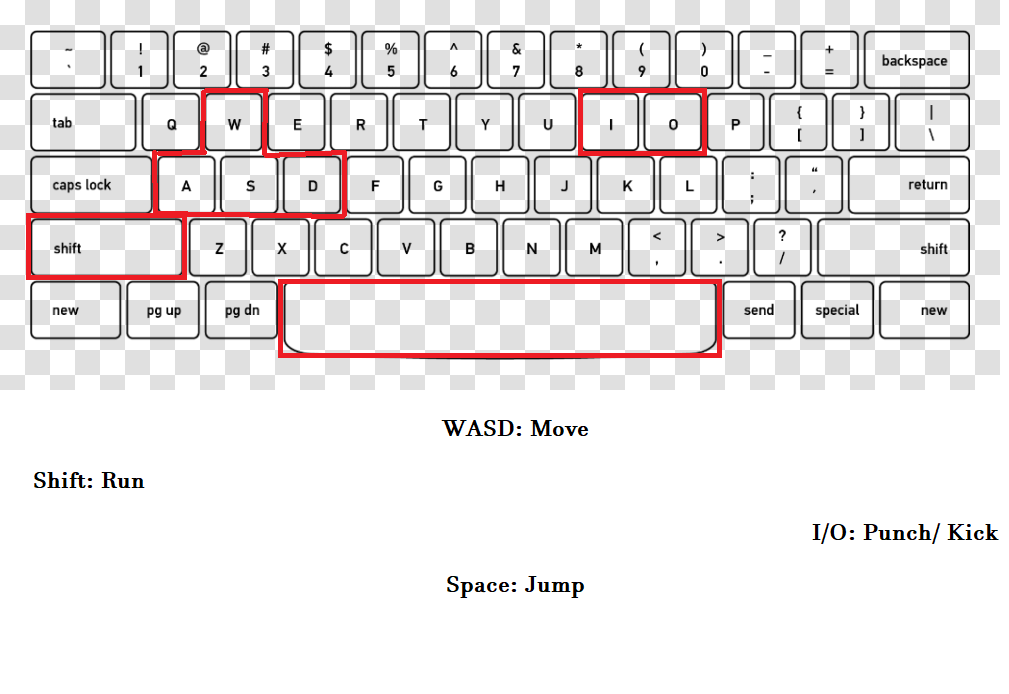 ~ ! @ # $ % ^ & * ( ) _ + backspace
` 1 2 3 4 5 6 7 8 9 0 - =
tab Q W E R T Y U I O P { } |
[ ] \
caps lock A S D F G H J K L : “ return
; ,
shift Z X C V B N M < > ? shift
, . /
new pg up pg dn send special new
WASD: Move
Shift: Run
I/O: Punch/ Kick
Space: Jump